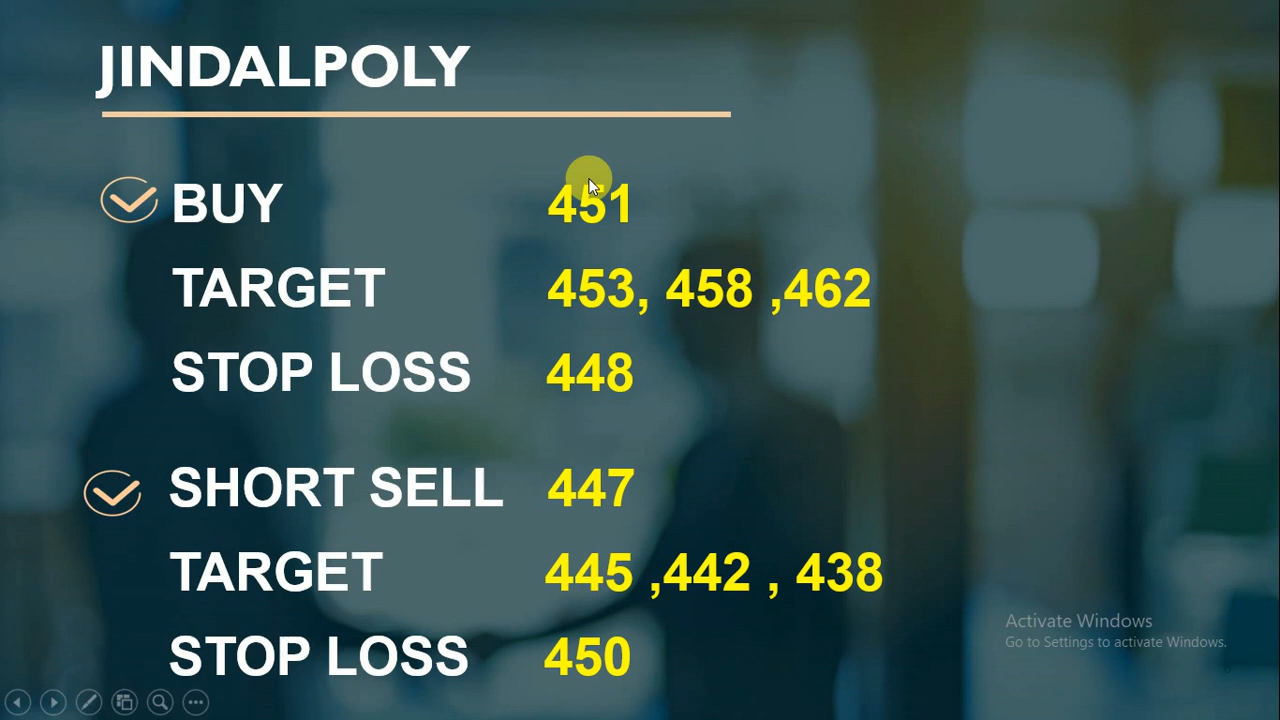 JINDALPOLY
BUY 451
TARGET 453, 458 ,462
STOP LOSS 448
SHORT SELL 447
TARGET 445 ,442 , 438
STOP LOSS 450
Activate Windows
Go to Settings to activate Windows.